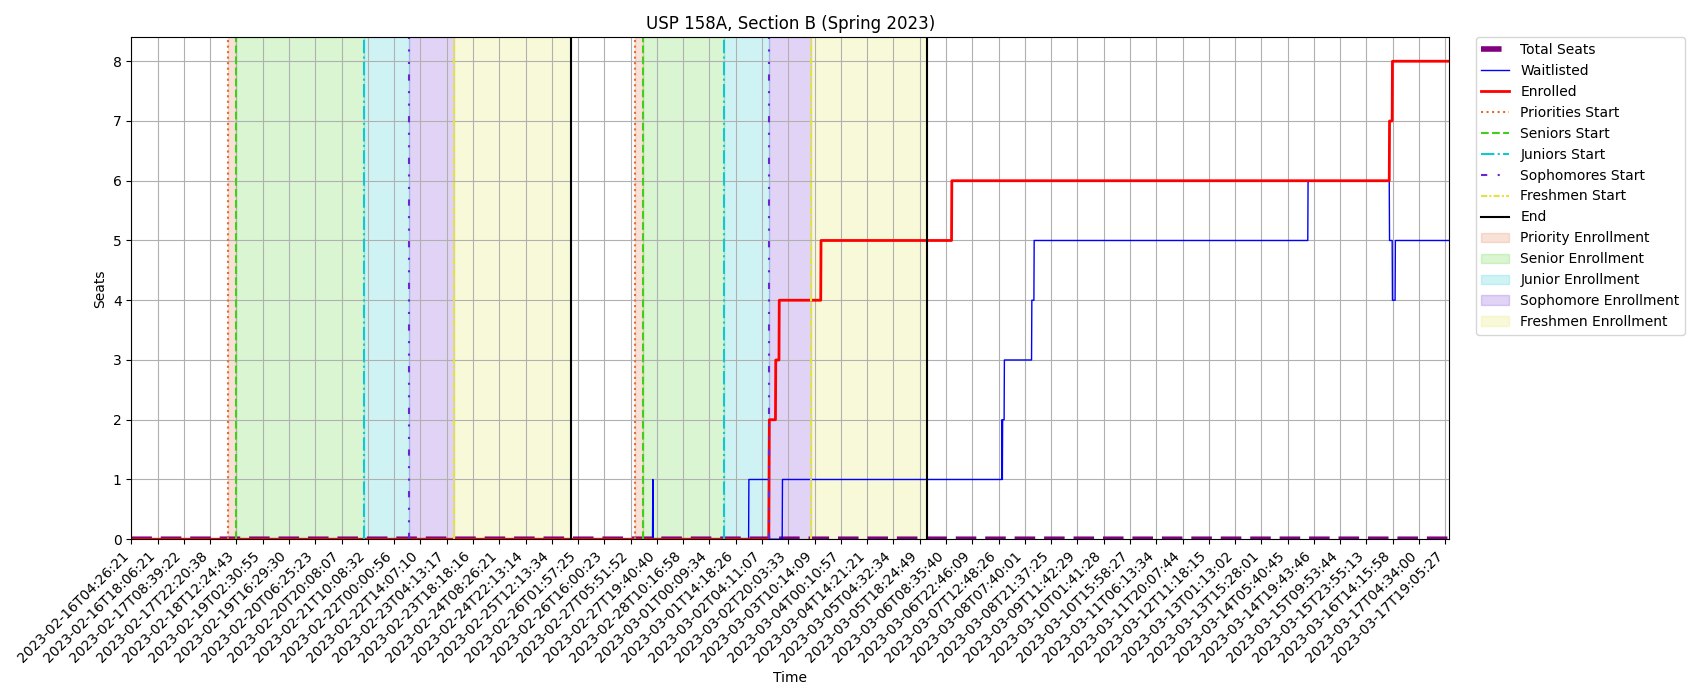 USP 158A, Section B (Spring 2023)
Total Seats
Waitlisted
Enrolled
Priorities Start
Seniors Start
Juniors Start
Sophomores Start
Freshmen Start
End
Priority Enrollment
Senior Enrollment
Junior Enrollment
Sophomore Enrollment
Freshmen Enrollment
Seats
8
7
6
5
4
3
2
1
0
2023-02-16T04:26:21
2023-02-16T18:06:21
2023-02-17T08:39:22
2023-02-17T22:20:38
2023-02-18T12:24:43
2023-02-19T02:30:55
2023-02-19T16:29:30
2023-02-20T06:25:23
2023-02-20T20:08:07
2023-02-21T10:08:32
2023-02-22T00:00:56
2023-02-22T14:07:10
2023-02-23T04:13:17
2023-02-23T18:18:16
2023-02-24T08:26:21
2023-02-24T22:13:14
2023-02-25T12:13:34
2023-02-26T01:57:25
2023-02-26T16:00:23
2023-02-27T05:51:52
2023-02-27T19:40:40
2023-02-28T10:16:58
2023-03-01T00:09:34
2023-03-01T14:18:20
2023-03-02T04:11:07
2023-03-02T20:03:33
2023-03-03T10:14:09
2023-03-04T00:10:57
2023-03-04T14:21:21
2023-03-05T04:32:34
2023-03-05T18:24:49
2023-03-06T08:35:40
2023-03-06T22:46:09
2023-03-07T12:48:26
2023-03-08T07:40:01
2023-03-08T21:37:25
2023-03-09T11:42:29
2023-03-10T01:41:28
2023-03-10T15:58:27
2023-03-11T06:13:34
2023-03-11T20:07:44
2023-03-12T11:18:15
2023-03-13T01:13:02
2023-03-13T15:28:01
2023-03-14T05:40:45
2023-03-14T19:43:46
2023-03-15T09:53:44
2023-03-15T23:55:13
2023-03-16T14:15:58
2023-03-17T04:34:00
2023-03-17T19:05:27
Time